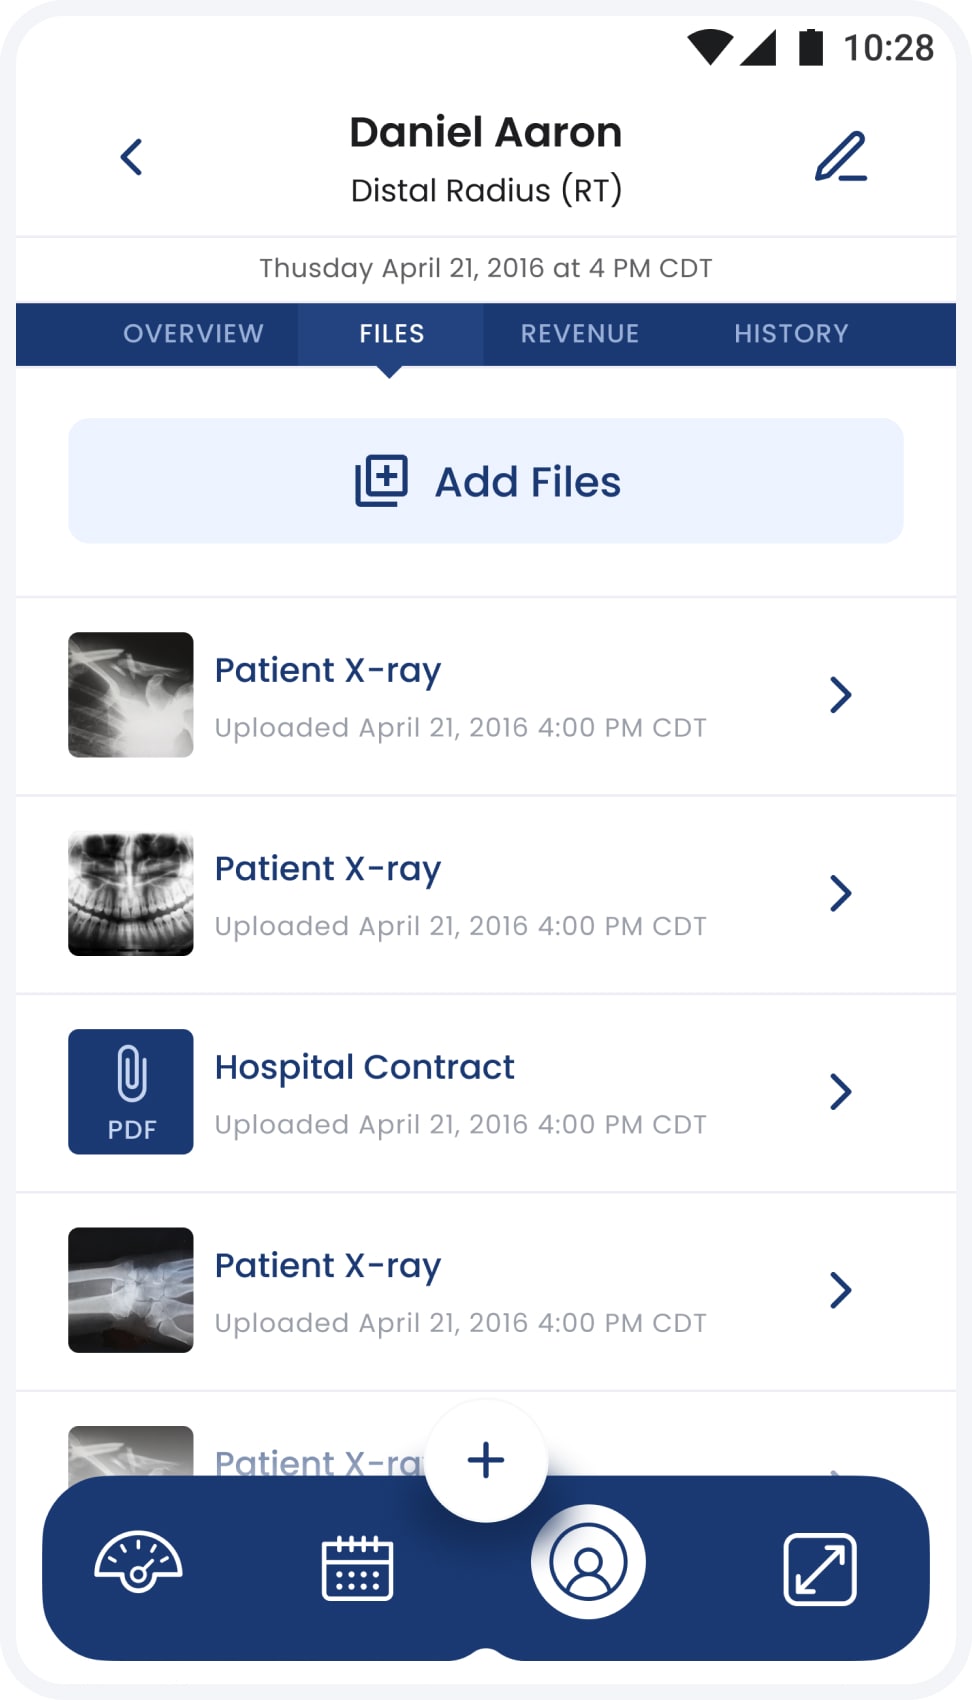 10:28
Daniel Aaron
Distal Radius (RT)
Thusday April 21, 2016 at 4 PM CDT
OVERVIEW FILES REVENUE HISTORY
Add Files
Patient X-ray
Uploaded April 21, 2016 4:00 PM CDT
Patient X-ray
Uploaded April 21, 2016 4:00 PM CDT
PDF
Hospital Contract
Uploaded April 21, 2016 4:00 PM CDT
Patient X-ray
Uploaded April 21, 2016 4:00 PM CDT
Patient X-ra